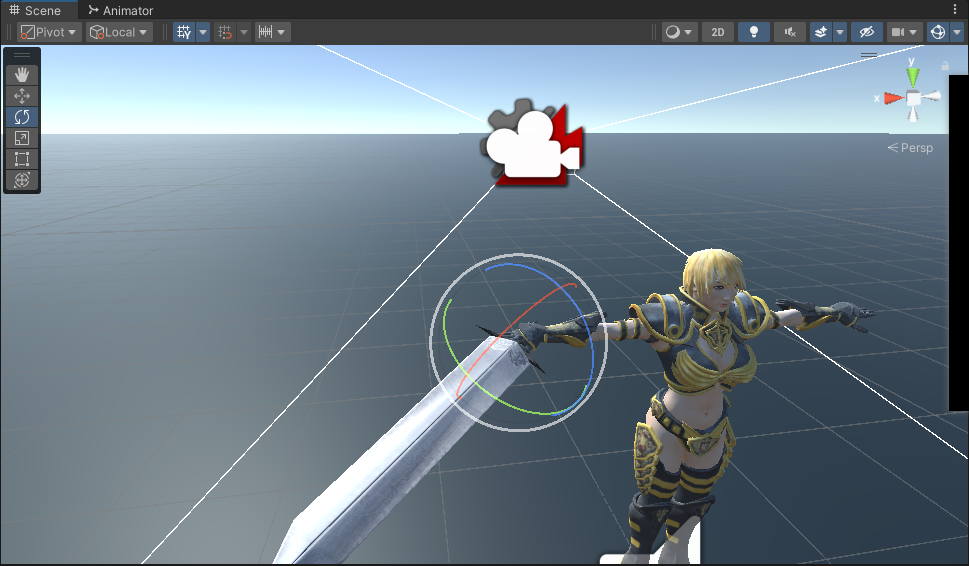 Scene
Animator
Pivot
Local
2D
y
x
Persp